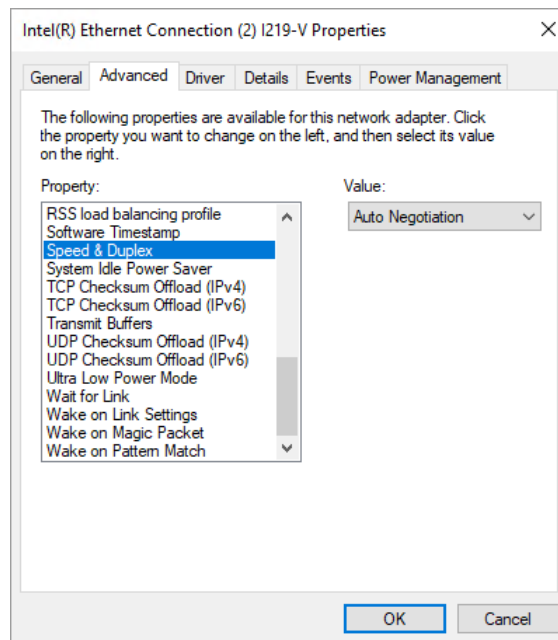 Intel(R) Ethernet Connection (2) I219-V Properties
General Advanced Driver Details Events Power Management
The following properties are available for this network adapter. Click
the property you want to change on the left, and then select its value
on the right.
Property:
Value:
RSS load balancing profile
Software Timestamp
Speed & Duplex
System Idle Power Saver
TCP Checksum Offload (IPv4)
TCP Checksum Offload (IPv6)
Transmit Buffers
UDP Checksum Offload (IPv4)
UDP Checksum Offload (IPv6)
Ultra Low Power Mode
Wait for Link
Wake on Link Settings
Wake on Magic Packet
Wake on Pattern Match
Auto Negotiation
OK
Cancel